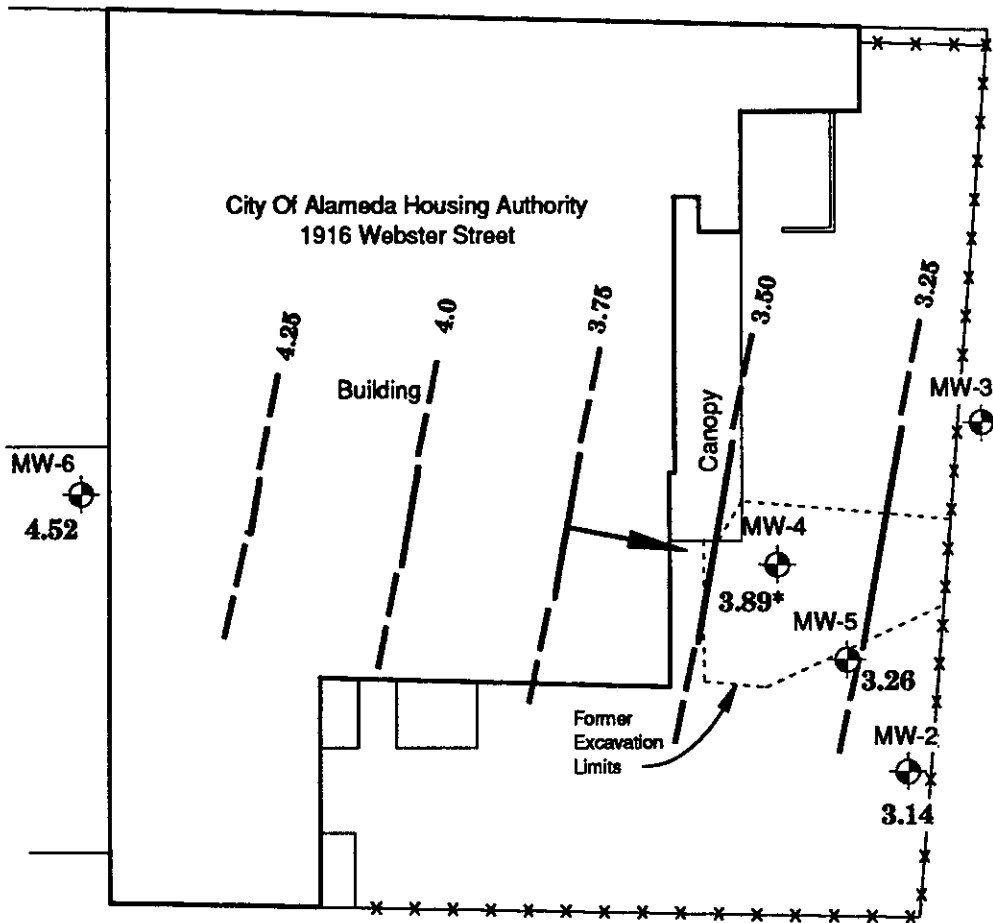 City Of Alameda Housing Authority
1916 Webster Street
4.25
4.0
3.75
3.50
3.25
Building
Canopy
MW-3
MW-6
4.52
MW-4
3.89*
MW-5
3.26
Former
Excavation
Limits
MW-2
3.14